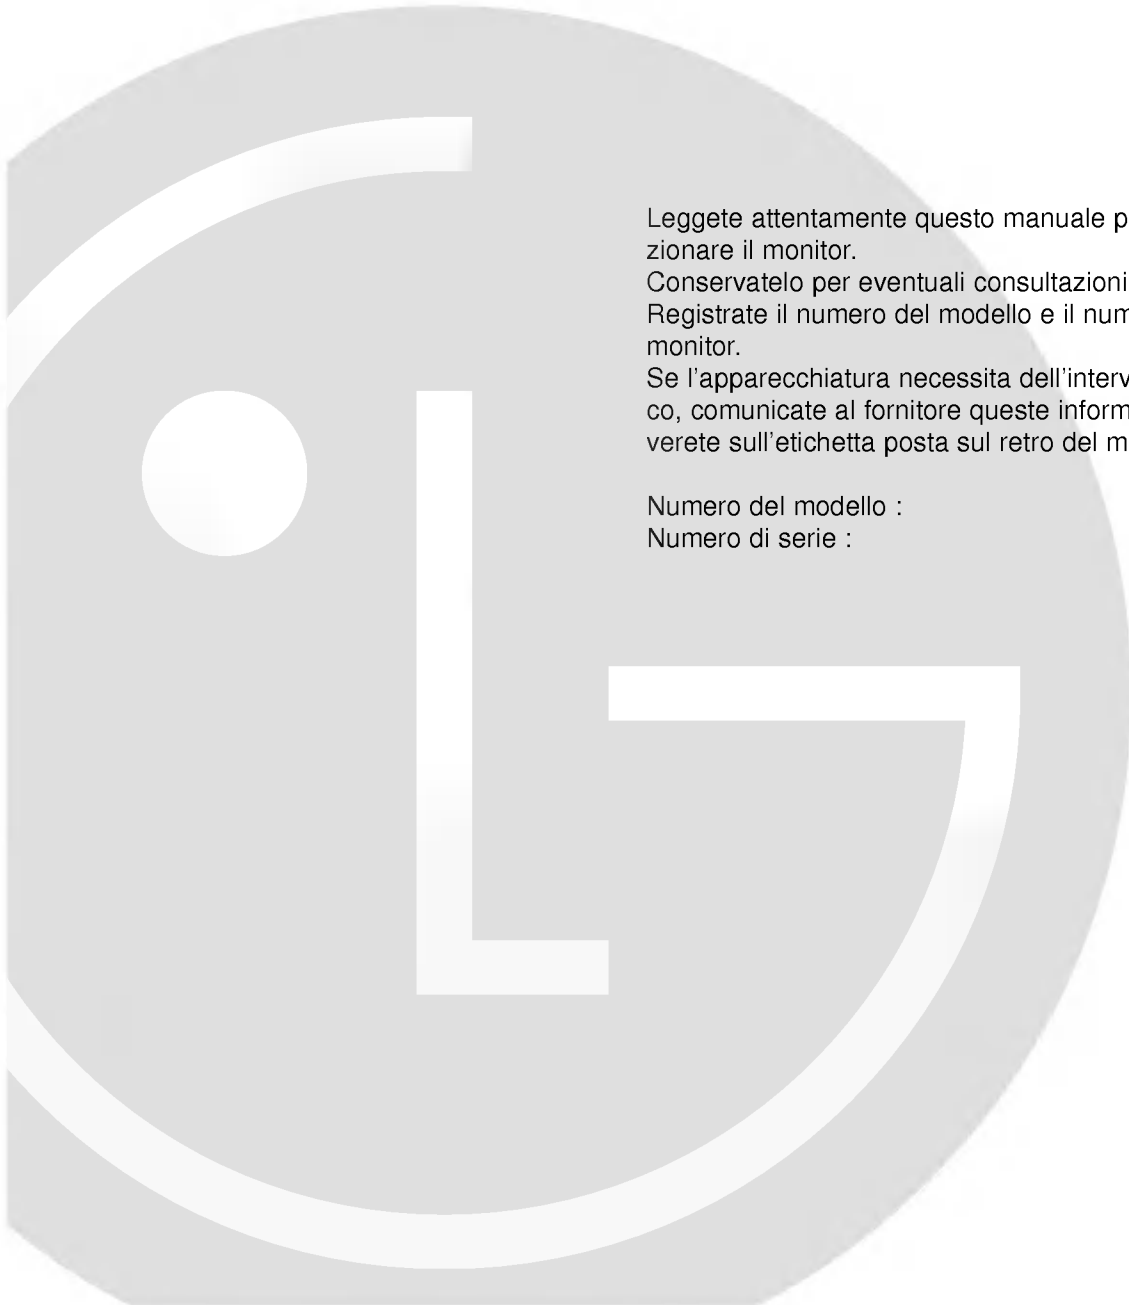 Leggete attentamente questo manuale p
zionare il monitor.
Conservatelo per eventuali consultazioni
Registrate il numero del modello e il num
monitor.
Se l'apparecchiatura necessita dell'interv
co, comunicate al fornitore queste inform
verete sull'etichetta posta sul retro del m

Numero del modello :
Numero di serie :